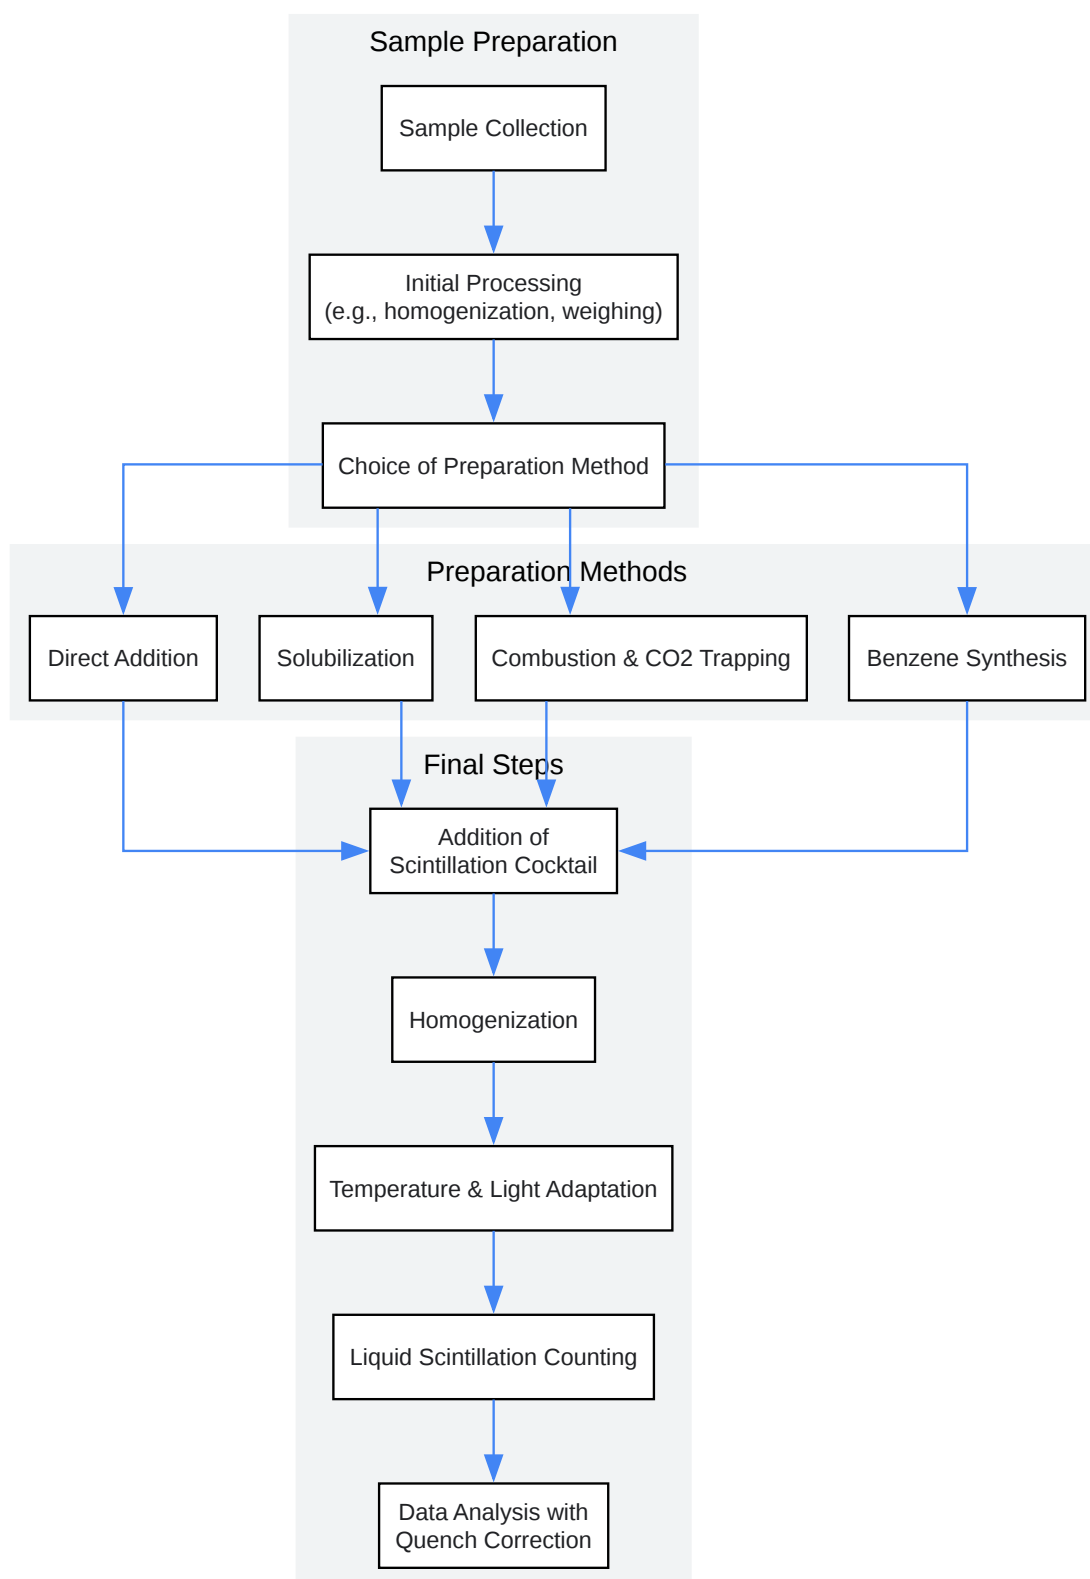 Sample Preparation
Sample Collection
Initial Processing
(e.g., homogenization, weighing)
Choice of Preparation Method
Preparation Methods
Direct Addition
Solubilization
Combustion & CO2 Trapping
Benzene Synthesis
Final Steps
Addition of
Scintillation Cocktail
Homogenization
Temperature & Light Adaptation
Liquid Scintillation Counting
Data Analysis with
Quench Correction